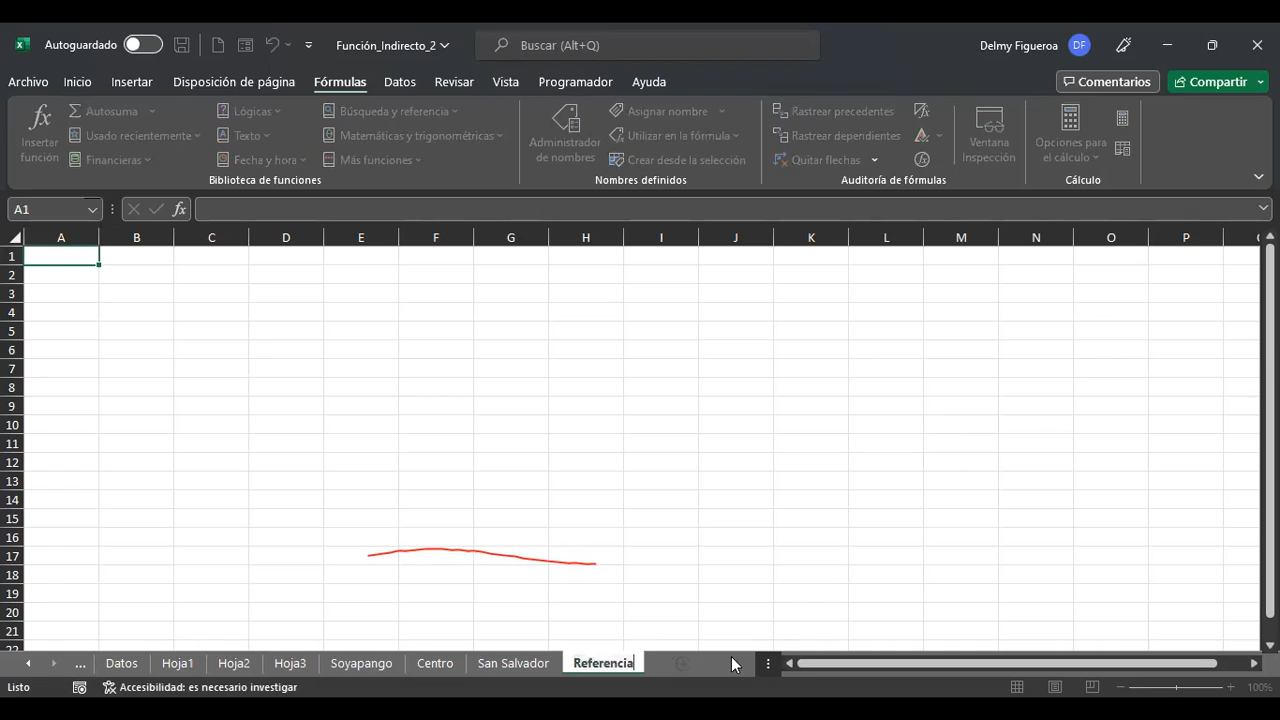 Autoguardado
Función_Indirecto_2
Buscar (Alt+Q)
Delmy Figueroa
DF
Archivo
Inicio
Insertar
Disposición de página
Fórmulas
Datos
Revisar
Vista
Programador
Ayuda
Comentarios
Compartir
fx
Insertar
función
Autosuma
Usado recientemente
Financieras
Lógicas
Texto
Fecha y hora
Búsqueda y referencia
Matemáticas y trigonométricas
Más funciones
Biblioteca de funciones
Administrador
de nombres
Asignar nombre
Utilizar en la fórmula
Crear desde la selección
Nombres definidos
Rastrear precedentes
Rastrear dependientes
Quitar flechas
Auditoría de fórmulas
Ventana
Inspección
Opciones para
el cálculo
Cálculo
A1
fx
A B C D E F G H I J K L M N O P
1
2
3
4
5
6
7
8
9
10
11
12
13
14
15
16
17
18
19
20
21
22
... Datos Hoja1 Hoja2 Hoja3 Soyapango Centro San Salvador Referencia
Listo
Accesibilidad: es necesario investigar
100%